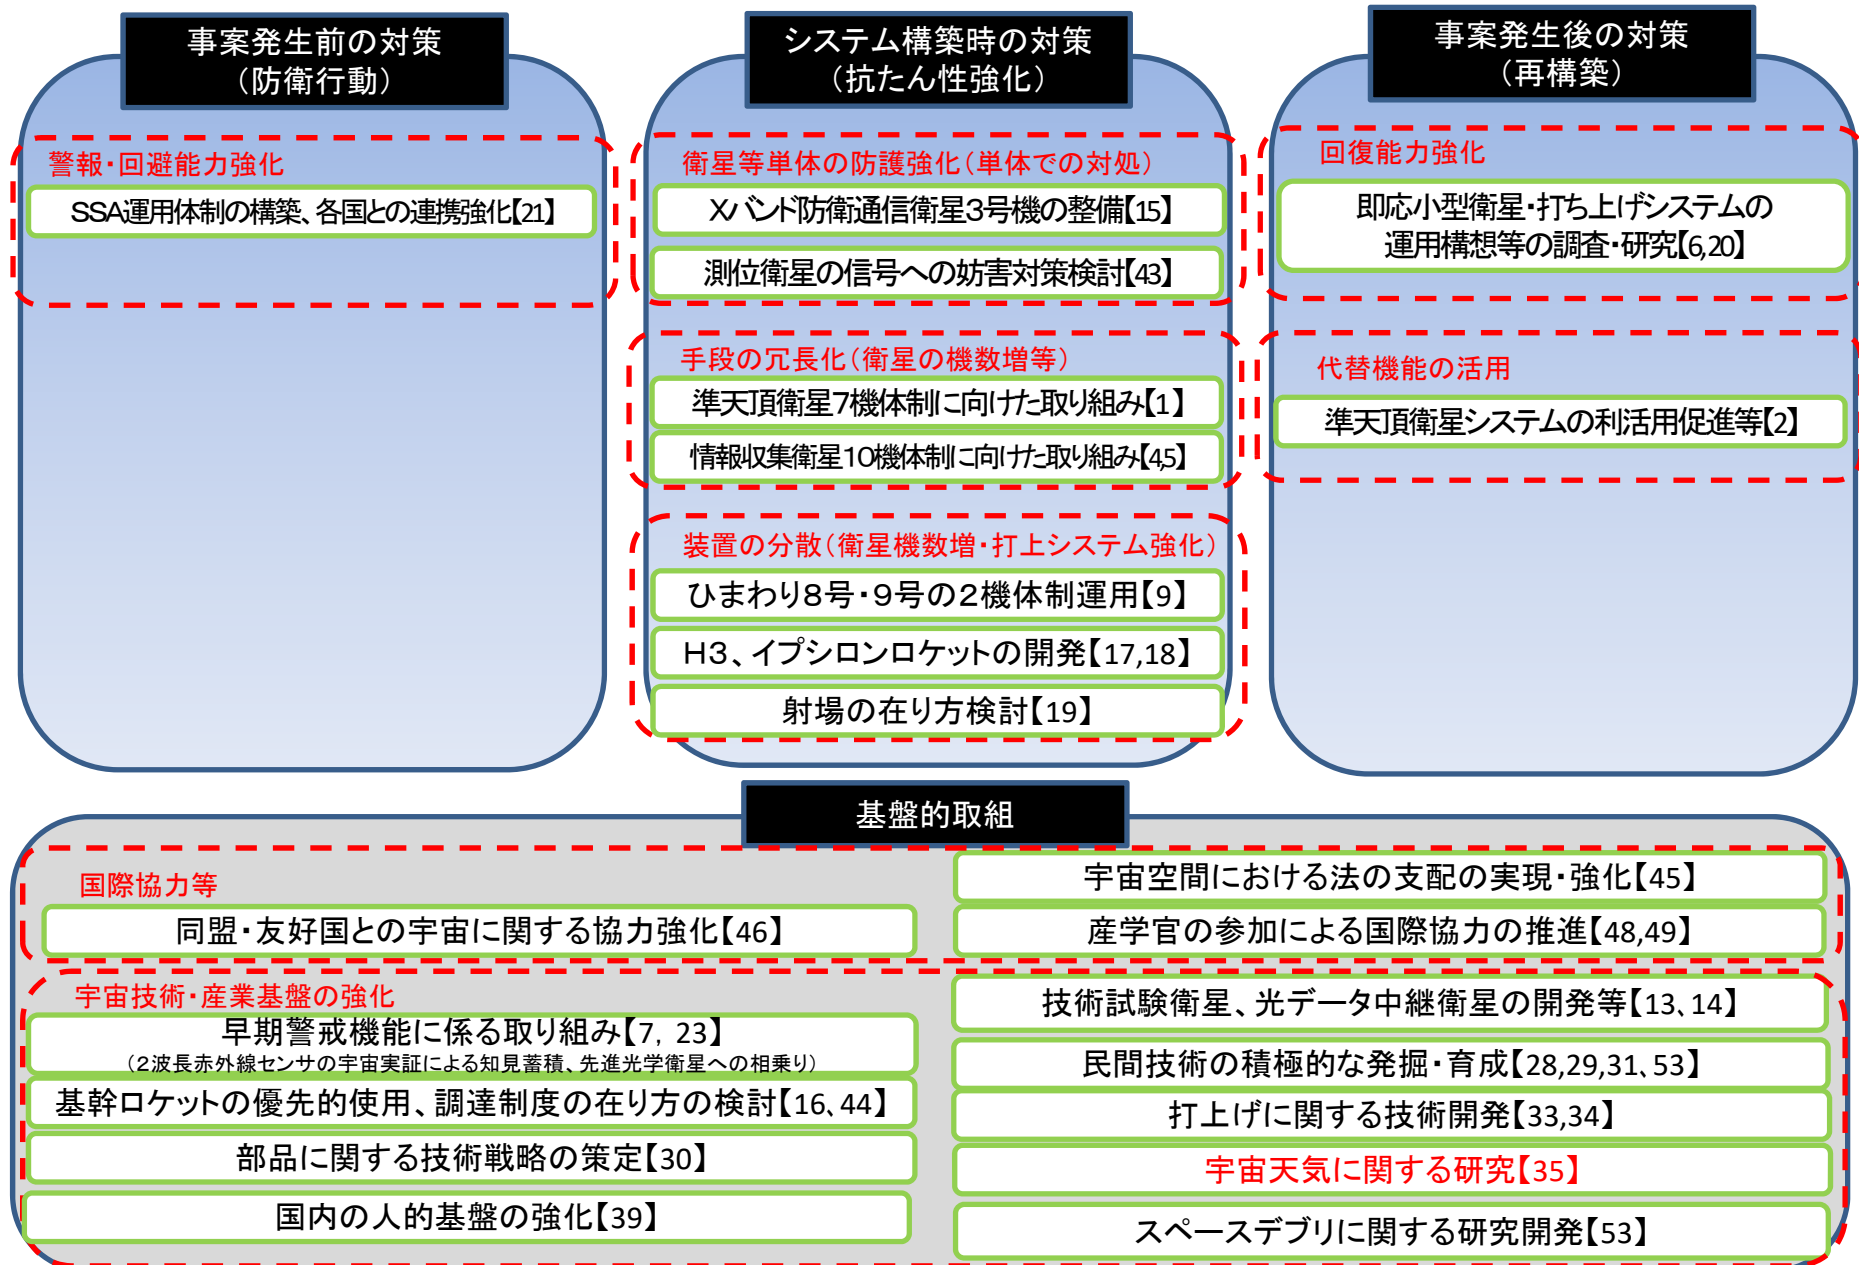 事案発生前の対策
(防衛行動)
警報・回避能力強化
SSA運用体制の構築、各国との連携強化【21】
システム構築時の対策
(抗たん性強化)
衛星等単体の防護強化(単体での対処)
Xバンド防衛通信衛星3号機の整備【15】
測位衛星の信号への妨害対策検討【43】
手段の冗長化(衛星の機数増等)
準天頂衛星7機体制に向けた取り組み【1】
情報収集衛星10機体制に向けた取り組み【4,5】
装置の分散(衛星機数増・打上システム強化)
ひまわり8号・9号の2機体制運用【9】
H3、イプシロンロケットの開発【17,18】
射場の在り方検討【19】
事案発生後の対策
(再構築)
回復能力強化
即応小型衛星・打ち上げシステムの
運用構想等の調査・研究【6,20】
代替機能の活用
準天頂衛星システムの利活用促進等【2】
基盤的取組
国際協力等
同盟・友好国との宇宙に関する協力強化【46】
宇宙空間における法の支配の実現・強化【45】
産学官の参加による国際協力の推進【48,49】
宇宙技術・産業基盤の強化
早期警戒機能に係る取り組み【7, 23】
(2波長赤外線センサの宇宙実証による知見蓄積、先進光学衛星への相乗り)
基幹ロケットの優先的使用、調達制度の在り方の検討【16、44】
部品に関する技術戦略の策定【30】
国内の人的基盤の強化【39】
技術試験衛星、光データ中継衛星の開発等【13、14】
民間技術の積極的な発掘・育成【28,29,31、53】
打上げに関する技術開発【33,34】
宇宙天気に関する研究【35】
スペースデブリに関する研究開発【53】